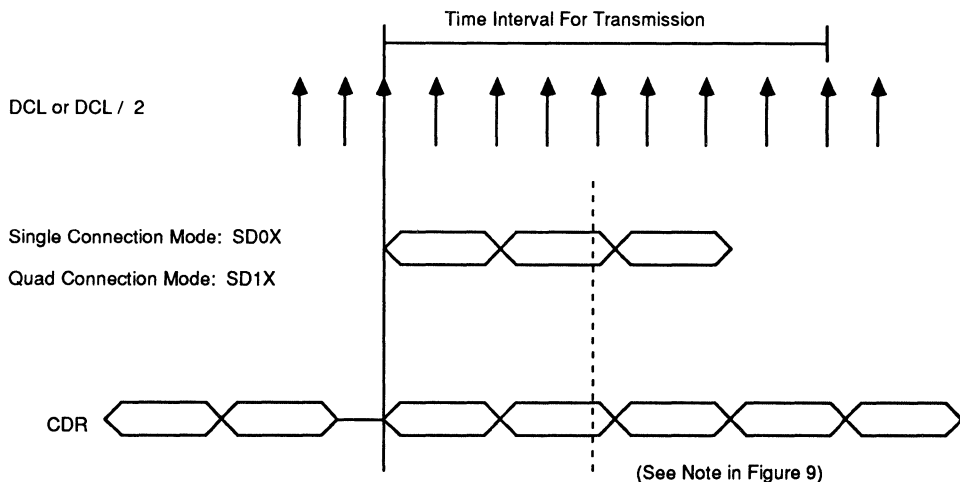 Time Interval For Transmission
DCL or DCL / 2
Single Connection Mode: SD0X
Quad Connection Mode: SD1X
CDR
(See Note in Figure 9)